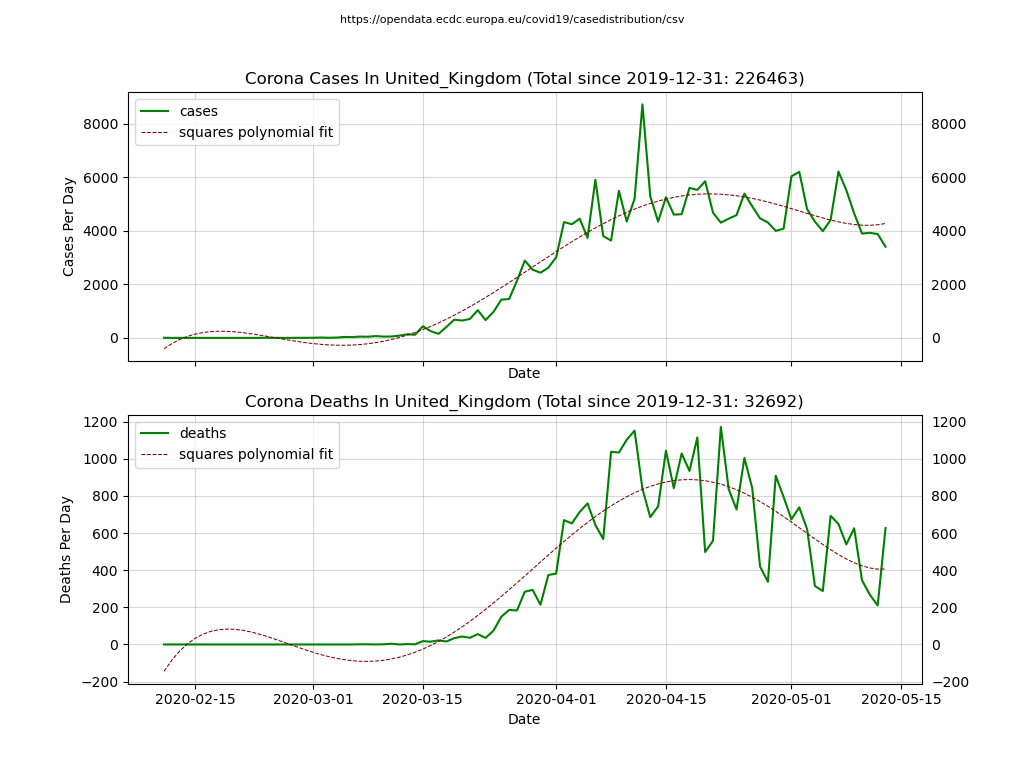 https://opendata.ecdc.europa.eu/covid19/casedistribution/csv
Corona Cases In United_Kingdom (Total since 2019-12-31: 226463)
cases
squares polynomial fit
Cases Per Day
8000
6000
4000
2000
0
8000
6000
4000
2000
0
Date
Corona Deaths In United_Kingdom (Total since 2019-12-31: 32692)
deaths
squares polynomial fit
Deaths Per Day
1200
1000
800
600
400
200
0
−200
1200
1000
800
600
400
200
0
−200
2020-02-15 2020-03-01 2020-03-15 2020-04-01 2020-04-15 2020-05-01 2020-05-15
Date